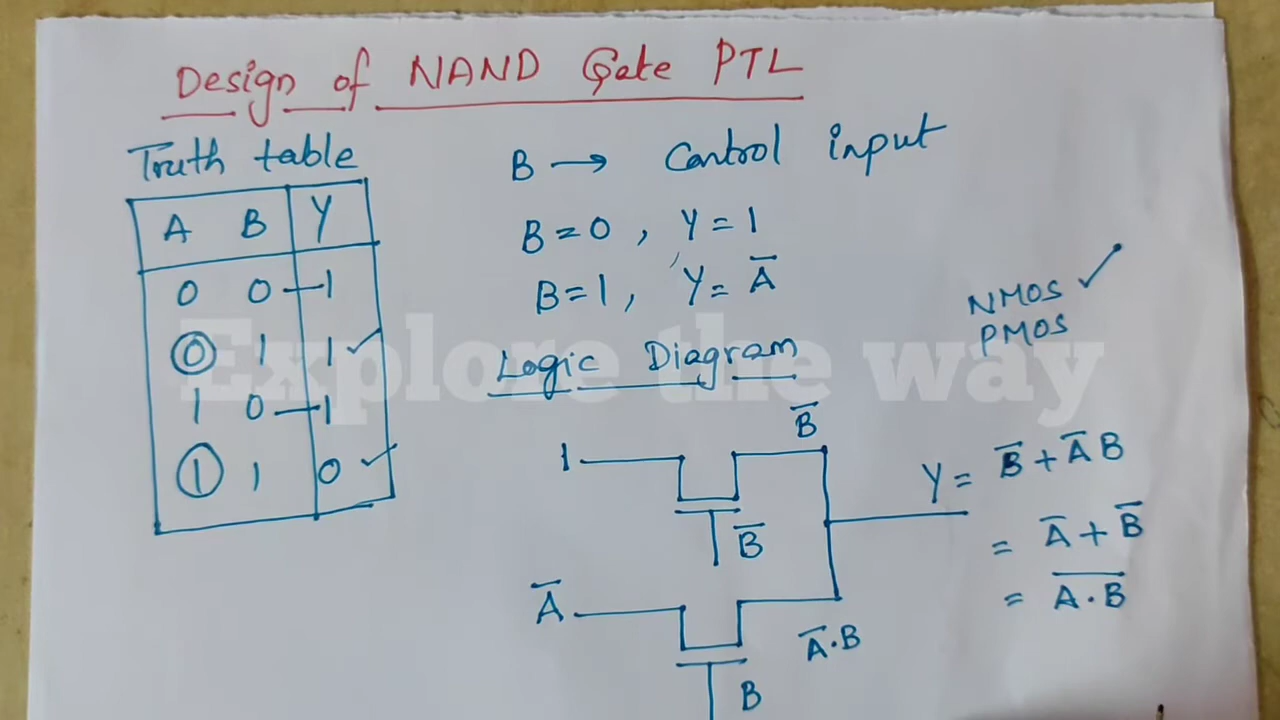 Design of NAND Gate PTL
Truth table
A B Y
0 0 1
0 1 1 ✓
1 0 1
1 1 0 ✓
B → Control input
B = 0 , Y = 1
B = 1 , Y = A̅
NMOS ✓
PMOS
Logic Diagram
1
B̅
B̅
A̅
A̅·B
B
Y = B̅ + A̅ B
= A̅ + B̅
= \overline{A·B}
Explore the way